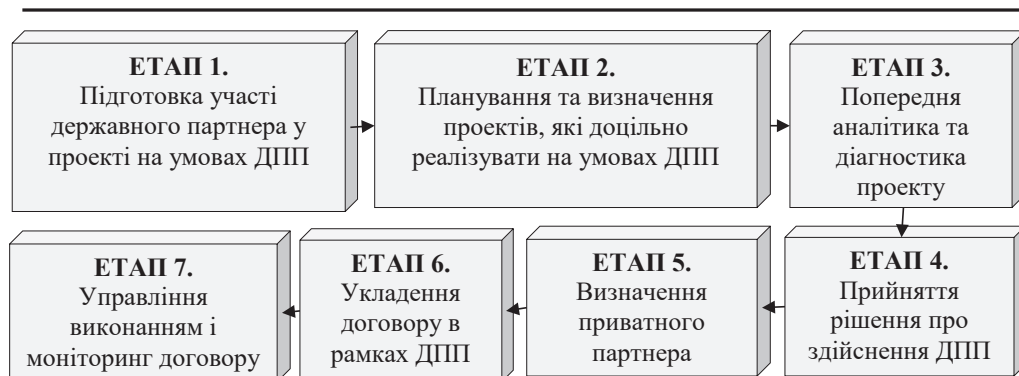 ЕТАП 1.
Підготовка участі
державного партнера у
проекті на умовах ДПП
ЕТАП 2.
Планування та визначення
проектів, які доцільно
реалізувати на умовах ДПП
ЕТАП 3.
Попередня
аналітика та
діагностика
проекту
ЕТАП 4.
Прийняття
рішення про
здійснення ДПП
ЕТАП 5.
Визначення
приватного
партнера
ЕТАП 6.
Укладення
договору в
рамках ДПП
ЕТАП 7.
Управління
виконанням і
моніторинг договору